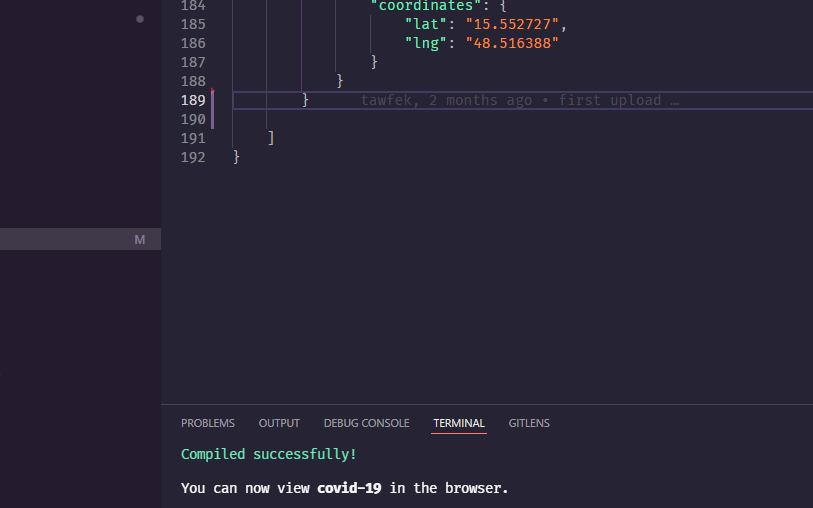 184 "coordinates": {
185 "lat": "15.552727",
186 "lng": "48.516388"
187 }
188 }
189 } tawfek, 2 months ago • first upload …
190
191 ]
192 }
M
PROBLEMS OUTPUT DEBUG CONSOLE TERMINAL GITLENS
Compiled successfully!
You can now view covid-19 in the browser.